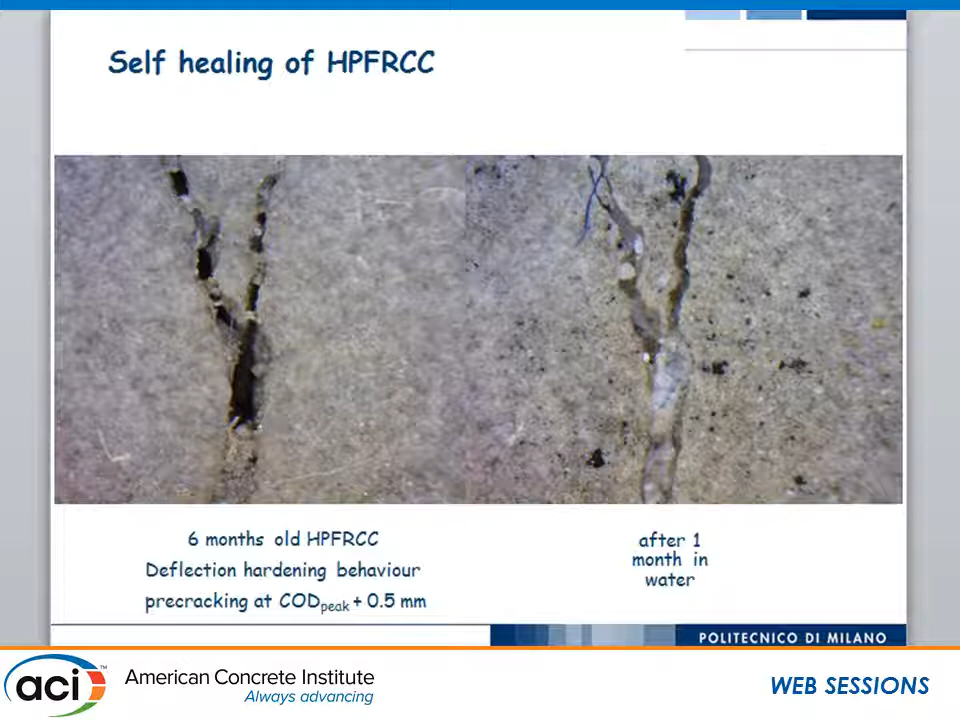 Self healing of HPFRCC
6 months old HPFRCC
Deflection hardening behaviour
precracking at CODpeak + 0.5 mm
after 1
month in
water
POLITECNICO DI MILANO
aci™
American Concrete Institute
Always advancing
WEB SESSIONS